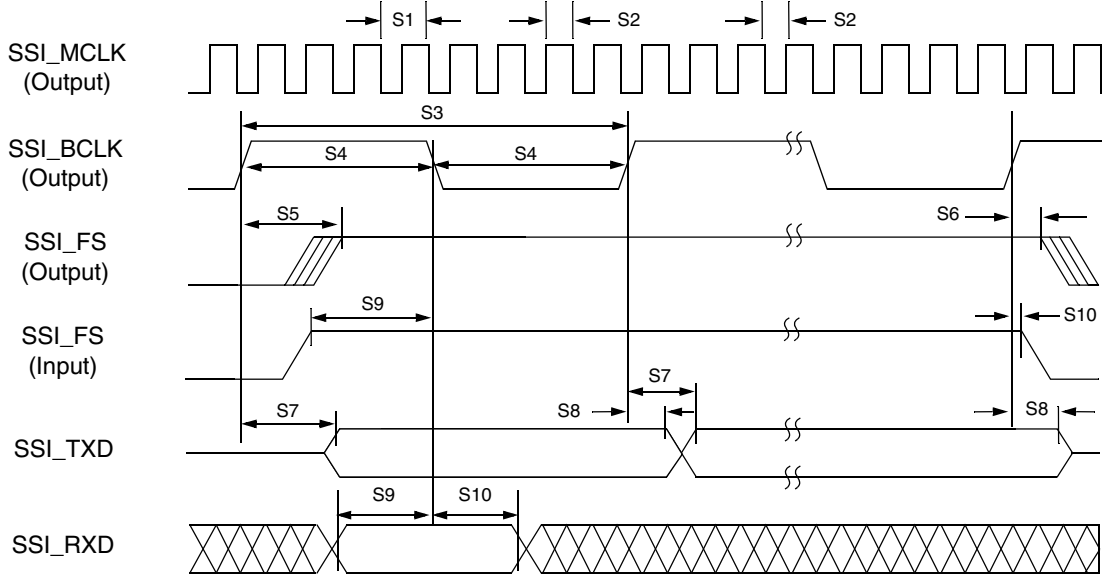 S1
S2
S2
SSI_MCLK
(Output)
S3
SSI_BCLK
(Output)
S4
S4
S5
S6
SSI_FS
(Output)
S9
S10
SSI_FS
(Input)
S7
S7
S8
S8
SSI_TXD
S9
S10
SSI_RXD